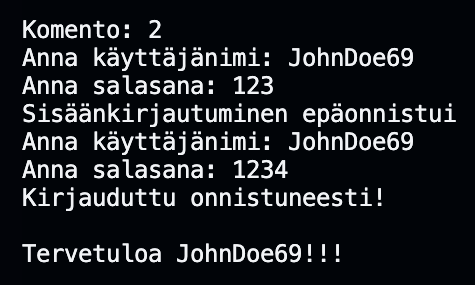 Komento: 2
Anna käyttäjänimi: JohnDoe69
Anna salasana: 123
Sisäänkirjautuminen epäonnistui
Anna käyttäjänimi: JohnDoe69
Anna salasana: 1234
Kirjauduttu onnistuneesti!
Tervetuloa JohnDoe69!!!